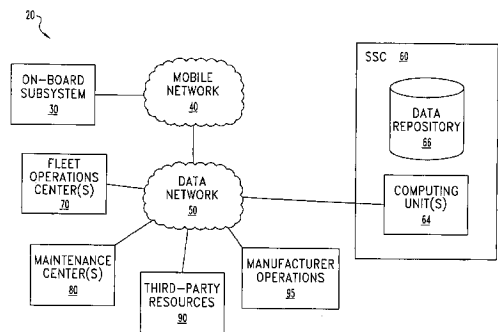 20
ON-BOARD
SUBSYSTEM
30
MOBILE
NETWORK
40
SSC 60
DATA
REPOSITORY
66
FLEET
OPERATIONS
CENTER(S)
70
DATA
NETWORK
50
COMPUTING
UNIT(S)
64
MAINTENANCE
CENTER(S)
80
THIRD-PARTY
RESOURCES
90
MANUFACTURER
OPERATIONS
95